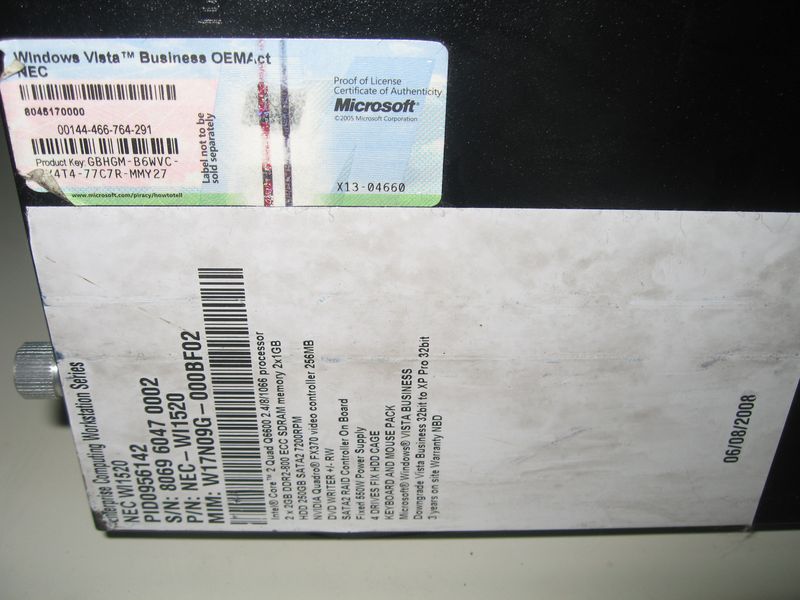 Windows Vista™ Business OEMAct
NEC
8045170000
00144-466-764-291
Product Key: GBHGM-B6WVC-
4T4-77C7R-MMY27
www.microsoft.com/piracy/howtotell
Label not to be
sold separately
Proof of License
Certificate of Authenticity
Microsoft®
©2005 Microsoft Corporation
X13-04660
Enterprise Computing Workstation Series
NEC WI1520
PID0956142
S/N: 8069 6047 0002
P/N: NEC-WI1520
MIM: W17N09G-000BF02
Intel® Core™ 2 Quad Q6600 2.4/8/1066 processor
2 x 2GB DDR2-800 ECC SDRAM memory 2x1GB
HDD 250GB SATA2 7200RPM
NVIDIA Quadro® FX370 video controller 256MB
DVD WRITER +/- RW
SATA2 RAID Controller On Board
Fixed 550W Power Supply
4 DRIVES FIX HDD CAGE
KEYBOARD AND MOUSE PACK
Microsoft® Windows® VISTA BUSINESS
Downgrade Vista Business 32bit to XP Pro 32bit
3 years on site Warranty NBD
06/08/2008